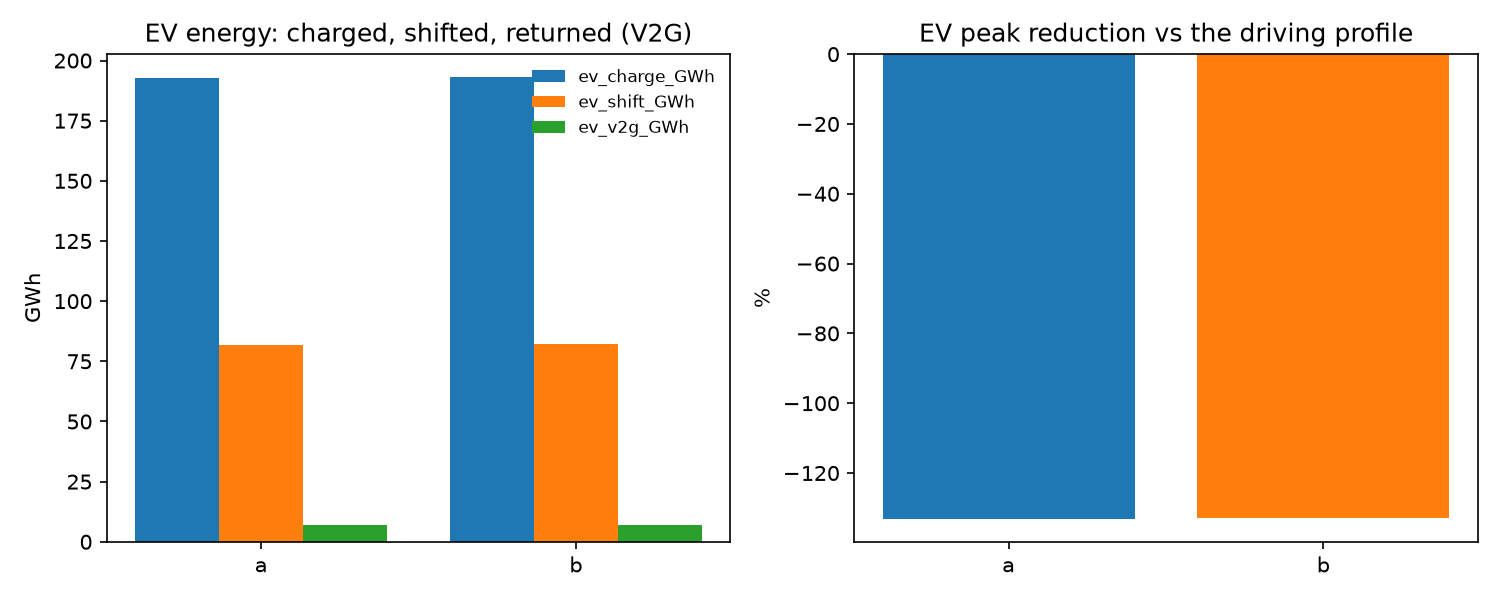 EV energy: charged, shifted, returned (V2G)
GWh
200
175
150
125
100
75
50
25
0
a
b
ev_charge_GWh
ev_shift_GWh
ev_v2g_GWh
EV peak reduction vs the driving profile
%
0
−20
−40
−60
−80
−100
−120
a
b